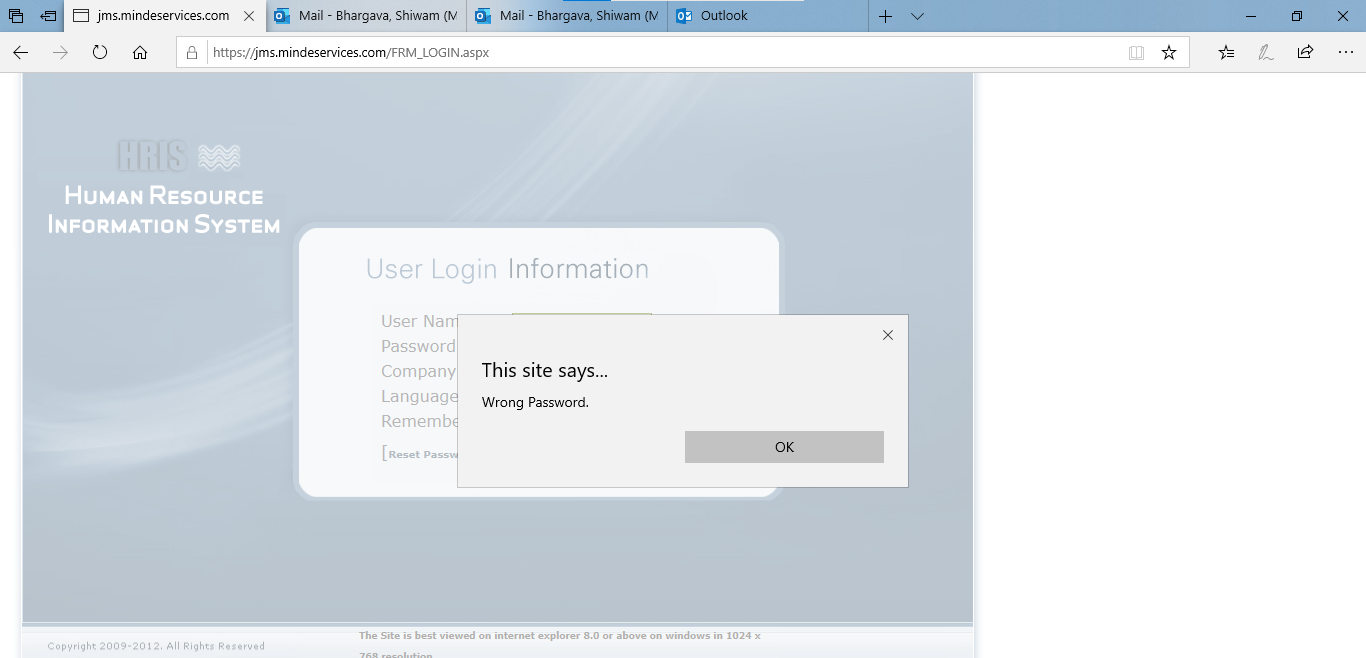 jms.mindeservices.com
Mail - Bhargava, Shiwam (M
Mail - Bhargava, Shiwam (M
Outlook
https://jms.mindeservices.com/FRM_LOGIN.aspx
HRIS
HUMAN RESOURCE
INFORMATION SYSTEM
User Login Information
User Nam
Password
Company
Language
Remembe
[Reset Passw
This site says...
Wrong Password.
OK
Copyright 2009-2012. All Rights Reserved
The Site is best viewed on internet explorer 8.0 or above on windows in 1024 x
768 resolution